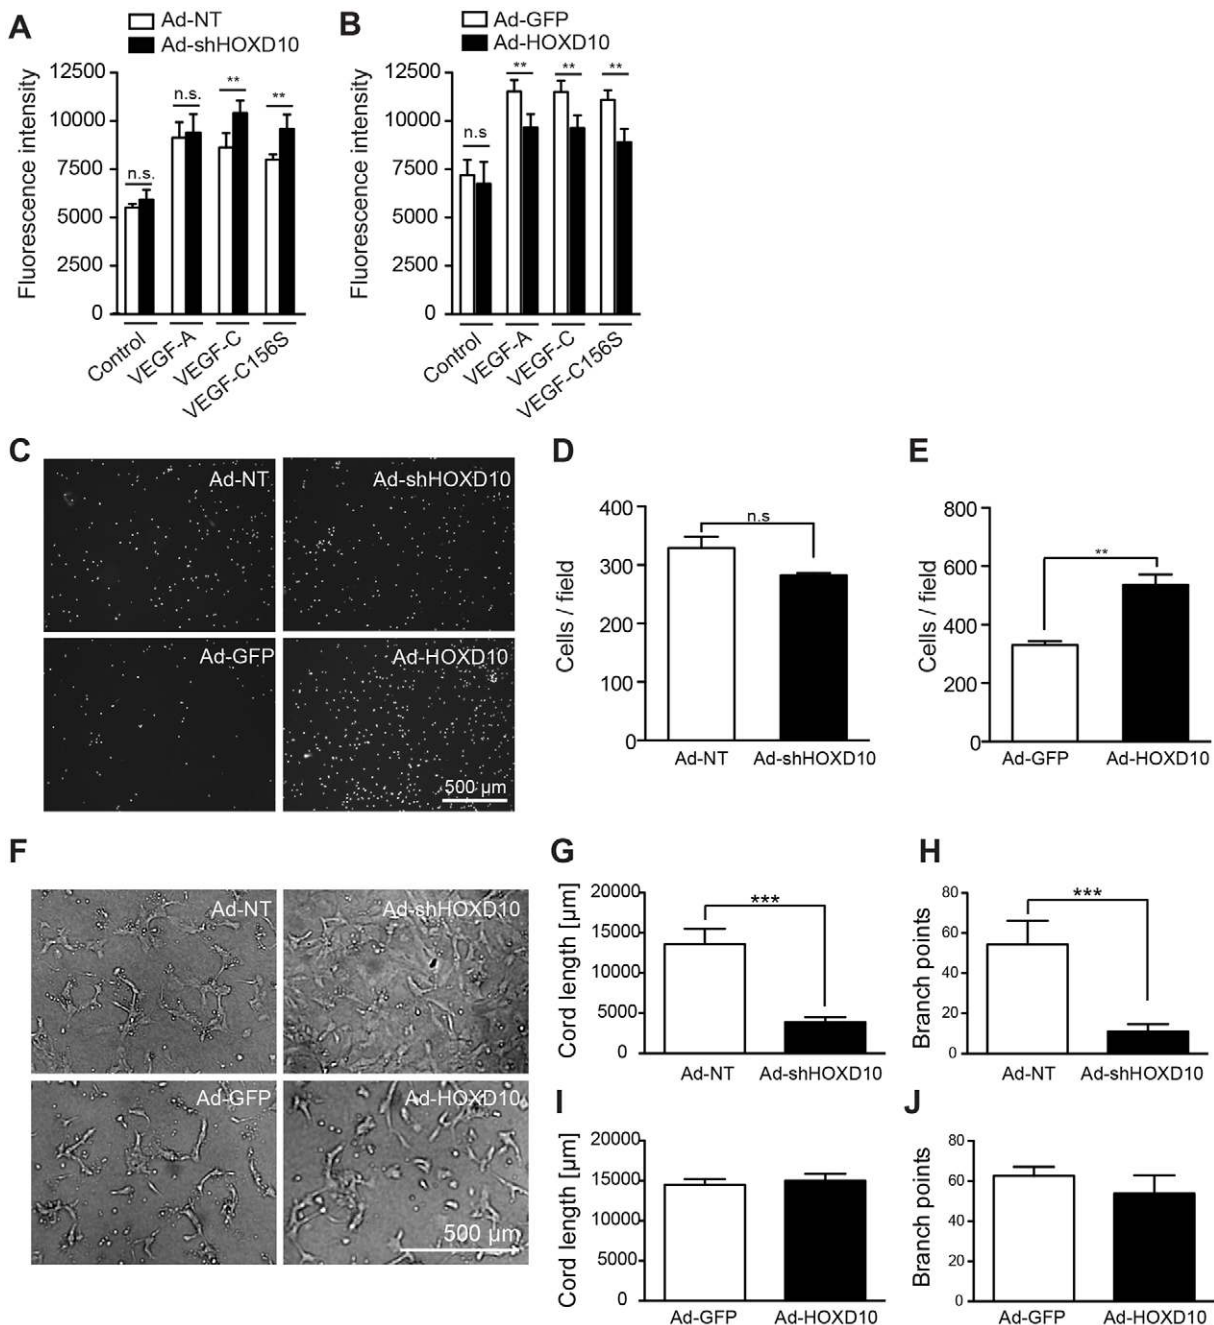 A
Ad-NT
Ad-shHOXD10
Fluorescence intensity
12500
10000
7500
5000
2500
0
n.s.
n.s.
**
**
Control
VEGF-A
VEGF-C
VEGF-C156S
B
Ad-GFP
Ad-HOXD10
Fluorescence intensity
12500
10000
7500
5000
2500
0
n.s
**
**
**
Control
VEGF-A
VEGF-C
VEGF-C156S
C
Ad-NT
Ad-shHOXD10
Ad-GFP
Ad-HOXD10
500 µm
D
Cells / field
400
300
200
100
0
n.s
Ad-NT
Ad-shHOXD10
E
Cells / field
800
600
400
200
0
**
Ad-GFP
Ad-HOXD10
F
Ad-NT
Ad-shHOXD10
Ad-GFP
Ad-HOXD10
500 µm
G
Cord length [µm]
20000
15000
10000
5000
0
***
Ad-NT
Ad-shHOXD10
H
Branch points
80
60
40
20
0
***
Ad-NT
Ad-shHOXD10
I
Cord length [µm]
20000
15000
10000
5000
0
Ad-GFP
Ad-HOXD10
J
Branch points
80
60
40
20
0
Ad-GFP
Ad-HOXD10